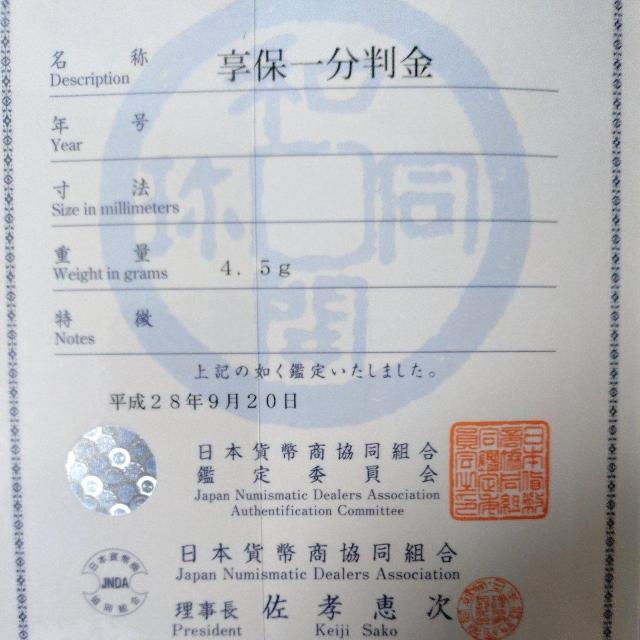 名称 享保一分判金
Description
年号
Year
寸法
Size in millimeters
重量
Weight in grams 4.5g
特徴
Notes
和同開珎
上記の如く鑑定いたしました。
平成28年9月20日
日本貨幣商協同組合
鑑定委員会
Japan Numismatic Dealers Association
Authentification Committee
JNDA
日本貨幣商協同組合
Japan Numismatic Dealers Association
理事長 佐孝恵次
President Keiji Sako